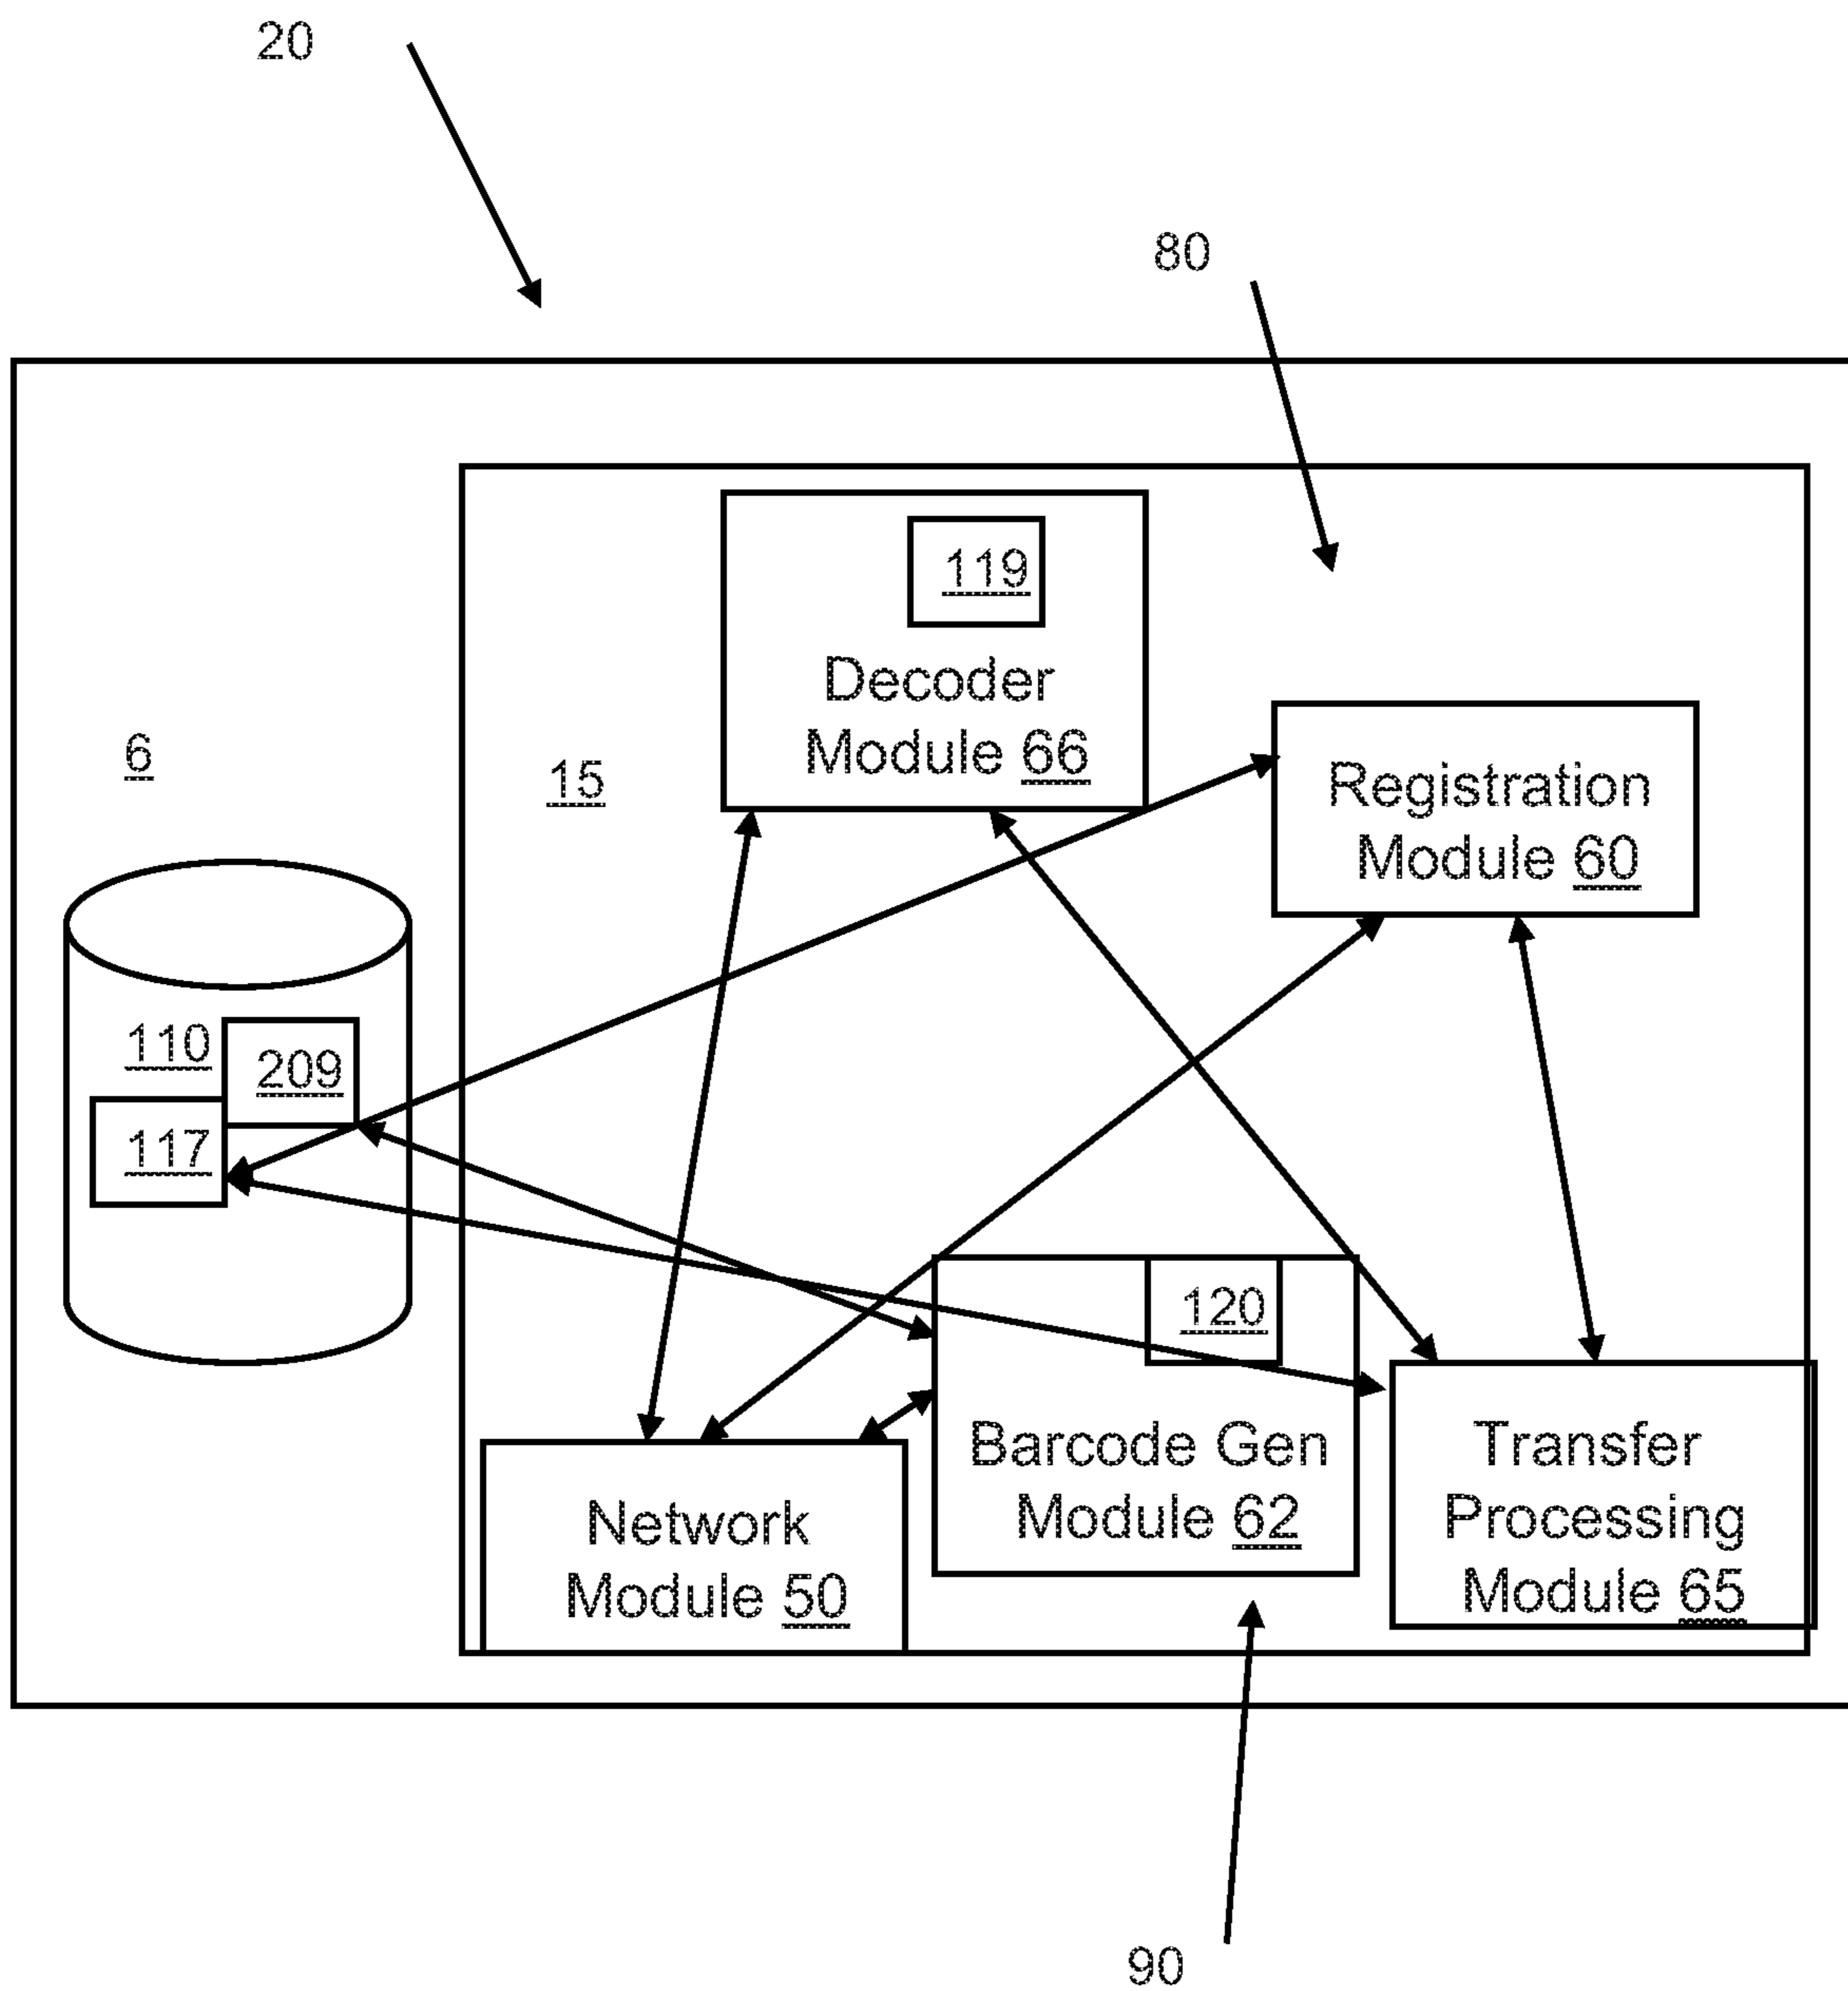 20
80
119
Decoder
Module 66
6
15
Registration
Module 60
110
209
117
120
Barcode Gen
Module 62
Transfer
Processing
Module 65
Network
Module 50
90